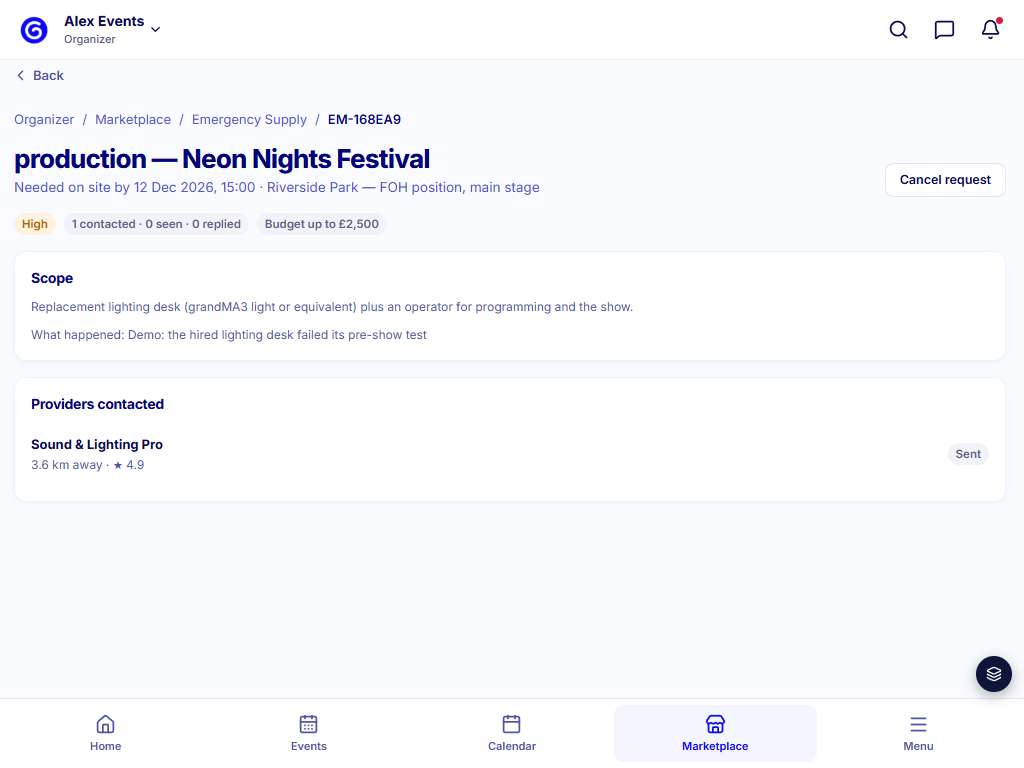 Alex Events
Organizer
Back
Organizer / Marketplace / Emergency Supply / EM-168EA9
production — Neon Nights Festival
Needed on site by 12 Dec 2026, 15:00 · Riverside Park — FOH position, main stage
Cancel request
High
1 contacted · 0 seen · 0 replied
Budget up to £2,500
Scope
Replacement lighting desk (grandMA3 light or equivalent) plus an operator for programming and the show.
What happened: Demo: the hired lighting desk failed its pre-show test
Providers contacted
Sound & Lighting Pro
3.6 km away · ★ 4.9
Sent
Home
Events
Calendar
Marketplace
Menu